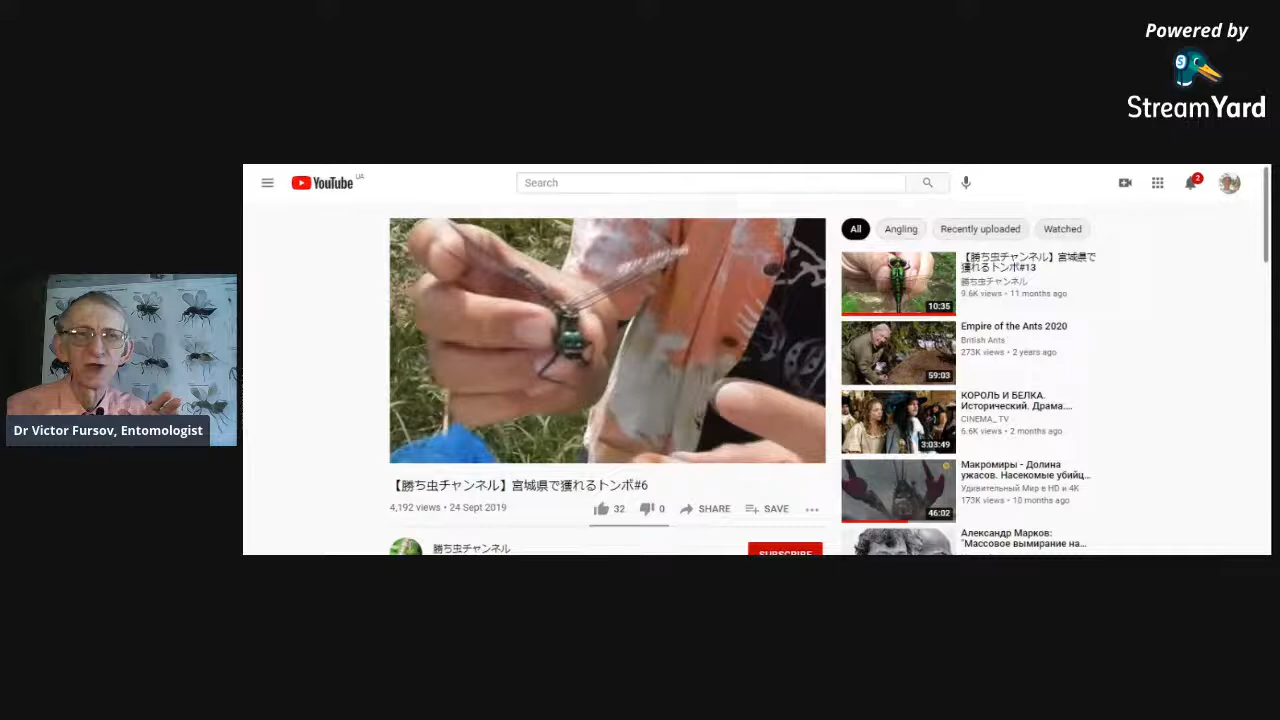 Powered by
StreamYard
YouTube UA
Search
2
All
Angling
Recently uploaded
Watched
【勝ち虫チャンネル】宮城県で
獲れるトンボ#13
勝ち虫チャンネル
9.6K views • 11 months ago
10:35
Empire of the Ants 2020
British Ants
273K views • 2 years ago
59:03
КОРОЛЬ И БЕЛКА.
Исторический. Драма....
CINEMA_ TV
6.6K views • 2 months ago
3:03:49
Макромиры - Долина
ужасов. Насекомые убийц...
Удивительный Мир в HD и 4K
173K views • 10 months ago
46:02
Александр Марков:
"Массовое вымирание на...
【勝ち虫チャンネル】宮城県で獲れるトンボ#6
4,192 views • 24 Sept 2019
32
0
SHARE
SAVE
勝ち虫チャンネル
SUBSCRIBE
Dr Victor Fursov, Entomologist